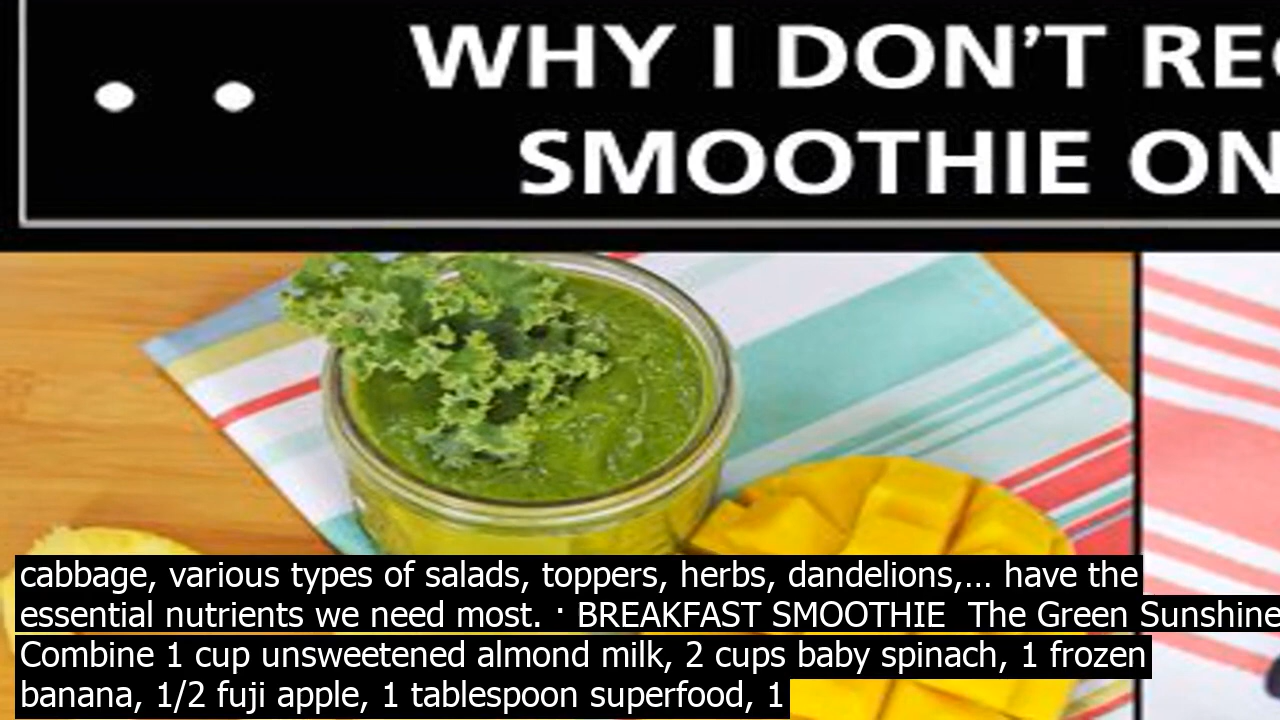 WHY I DON'T
SMOOTHIE
cabbage, various types of salads, toppers, herbs, dandelions,... have the
essential nutrients we need most. · BREAKFAST SMOOTHIE  The Green Sunshine
Combine 1 cup unsweetened almond milk, 2 cups baby spinach, 1 frozen
banana, 1/2 fuji apple, 1 tablespoon superfood, 1